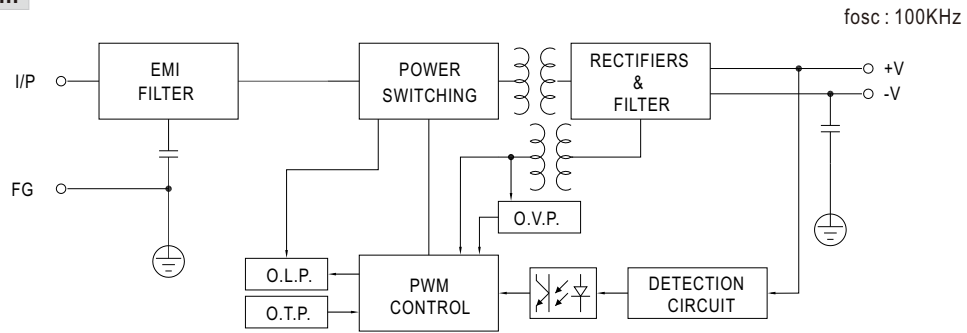 fosc : 100KHz
I/P
EMI
FILTER
POWER
SWITCHING
RECTIFIERS
&
FILTER
+V
-V
FG
O.V.P.
O.L.P.
O.T.P.
PWM
CONTROL
DETECTION
CIRCUIT